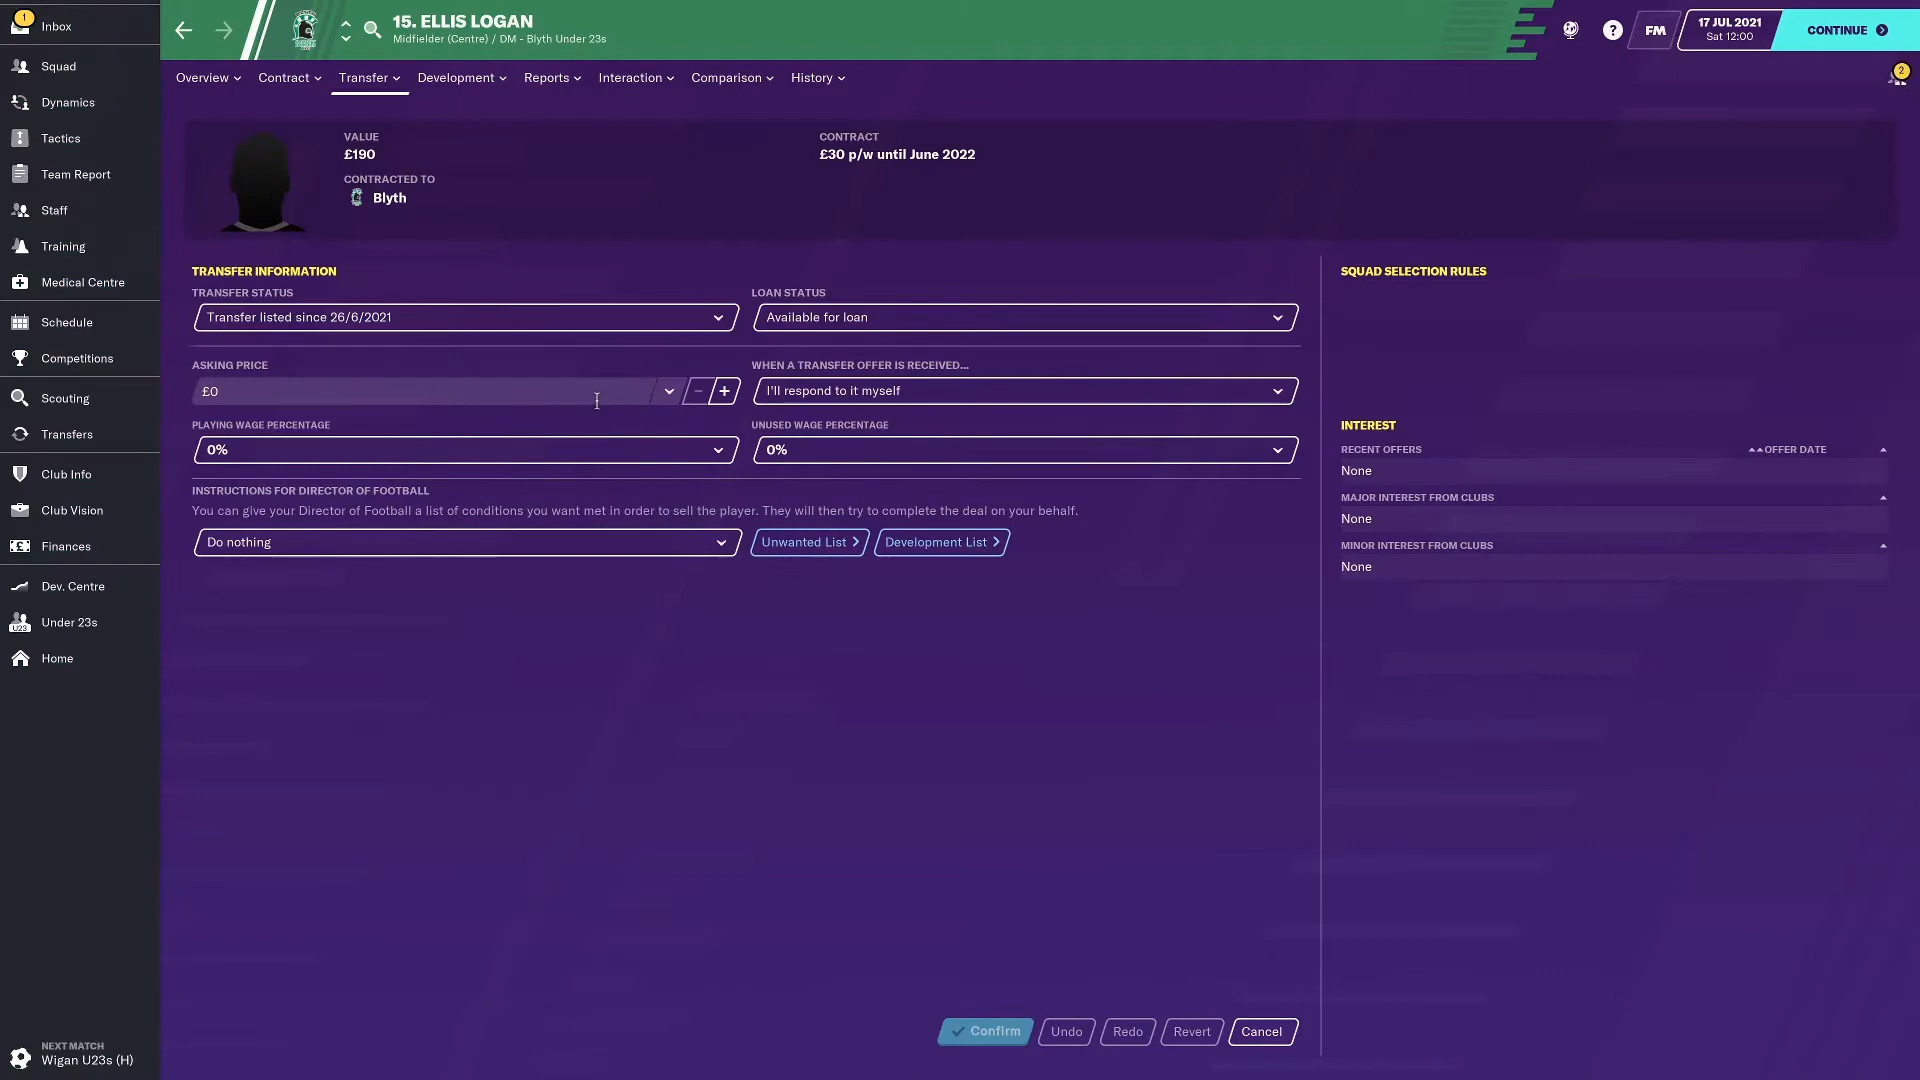 1
Inbox
Squad
Dynamics
Tactics
Team Report
Staff
Training
Medical Centre
Schedule
Competitions
Scouting
Transfers
Club Info
Club Vision
Finances
Dev. Centre
U23
Under 23s
Home
NEXT MATCH
Wigan U23s (H)
15. ELLIS LOGAN
Midfielder (Centre) / DM - Blyth Under 23s
?
FM
17 JUL 2021
Sat 12:00
CONTINUE
Overview Contract Transfer Development Reports Interaction Comparison History
2
VALUE
£190
CONTRACTED TO
Blyth
CONTRACT
£30 p/w until June 2022
TRANSFER INFORMATION
TRANSFER STATUS
Transfer listed since 26/6/2021
LOAN STATUS
Available for loan
ASKING PRICE
£0
- +
WHEN A TRANSFER OFFER IS RECEIVED...
I'll respond to it myself
PLAYING WAGE PERCENTAGE
0%
UNUSED WAGE PERCENTAGE
0%
INSTRUCTIONS FOR DIRECTOR OF FOOTBALL
You can give your Director of Football a list of conditions you want met in order to sell the player. They will then try to complete the deal on your behalf.
Do nothing
Unwanted List
Development List
SQUAD SELECTION RULES
INTEREST
RECENT OFFERS OFFER DATE
None
MAJOR INTEREST FROM CLUBS
None
MINOR INTEREST FROM CLUBS
None
Confirm Undo Redo Revert Cancel